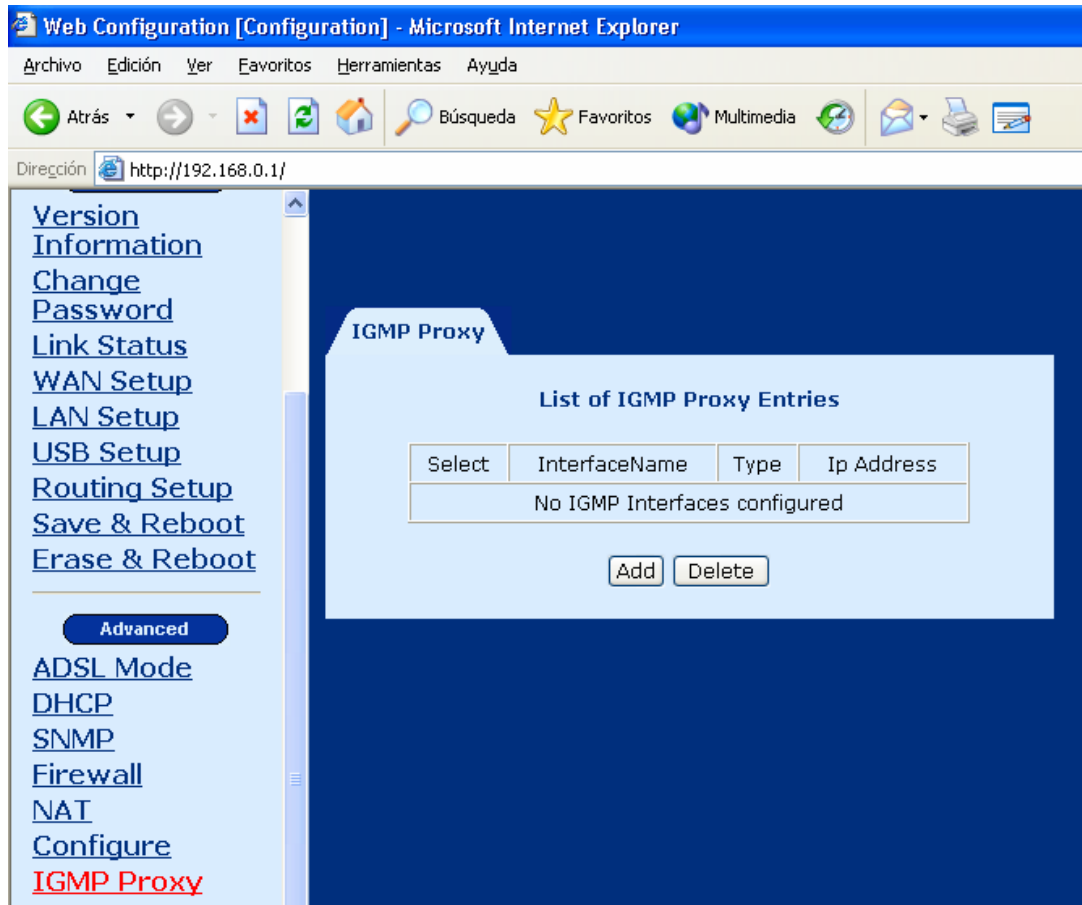 Web Configuration [Configuration] - Microsoft Internet Explorer
Archivo Edición Ver Favoritos Herramientas Ayuda
Atrás Búsqueda Favoritos Multimedia
Dirección http://192.168.0.1/
Version
Information
Change
Password
Link Status
WAN Setup
LAN Setup
USB Setup
Routing Setup
Save & Reboot
Erase & Reboot
Advanced
ADSL Mode
DHCP
SNMP
Firewall
NAT
Configure
IGMP Proxy
IGMP Proxy
List of IGMP Proxy Entries
Select InterfaceName Type Ip Address
No IGMP Interfaces configured
Add Delete